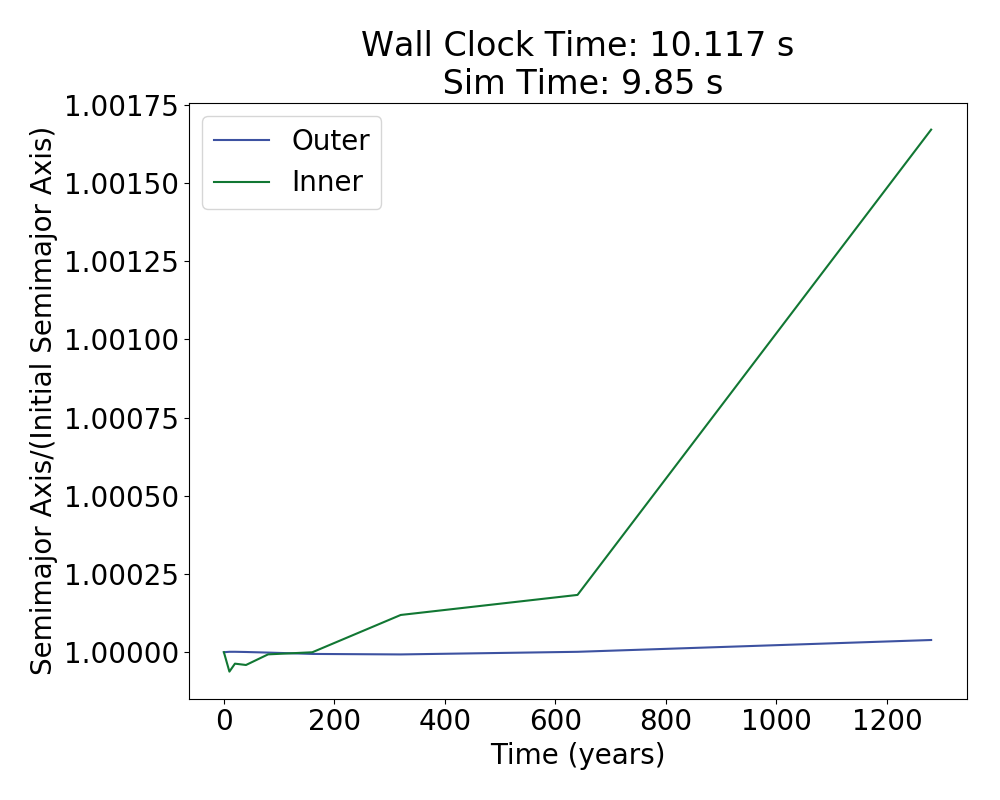 Wall Clock Time: 10.117 s
Sim Time: 9.85 s
Semimajor Axis/(Initial Semimajor Axis)
1.00175
1.00150
1.00125
1.00100
1.00075
1.00050
1.00025
1.00000
Outer
Inner
0 200 400 600 800 1000 1200
Time (years)